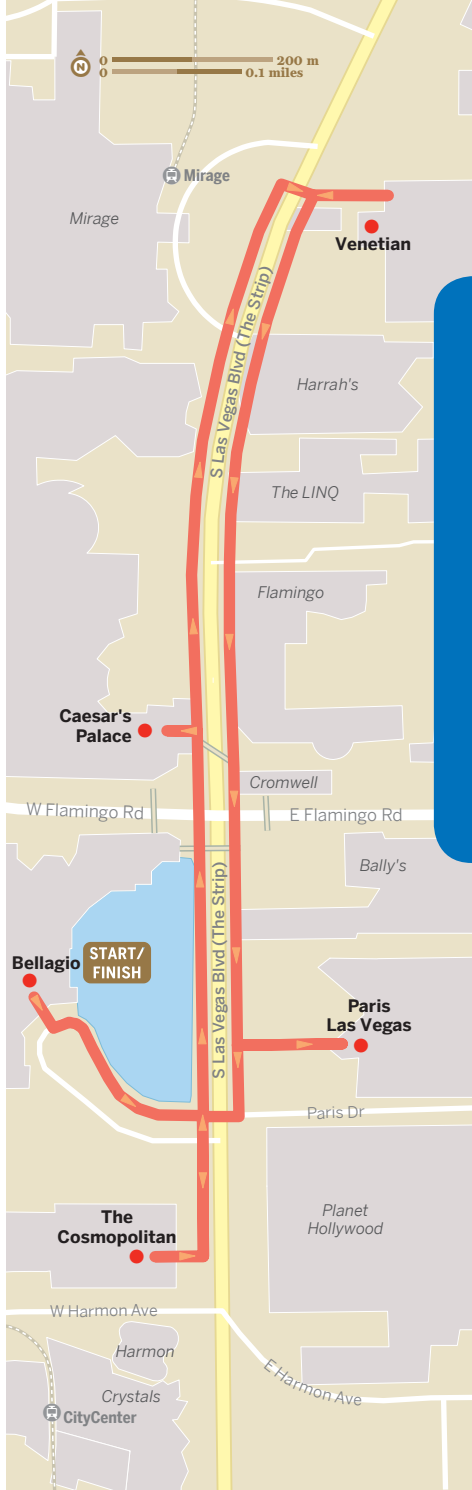 0 200 m
N
0 0.1 miles
Mirage
Mirage
Venetian
S Las Vegas Blvd (The Strip)
Harrah's
The LINQ
Flamingo
Caesar's
Palace
Cromwell
W Flamingo Rd
E Flamingo Rd
Bally's
S Las Vegas Blvd (The Strip)
START/
FINISH
Bellagio
Paris
Las Vegas
Paris Dr
The
Cosmopolitan
Planet
Hollywood
W Harmon Ave
Harmon
E Harmon Ave
Crystals
CityCenter